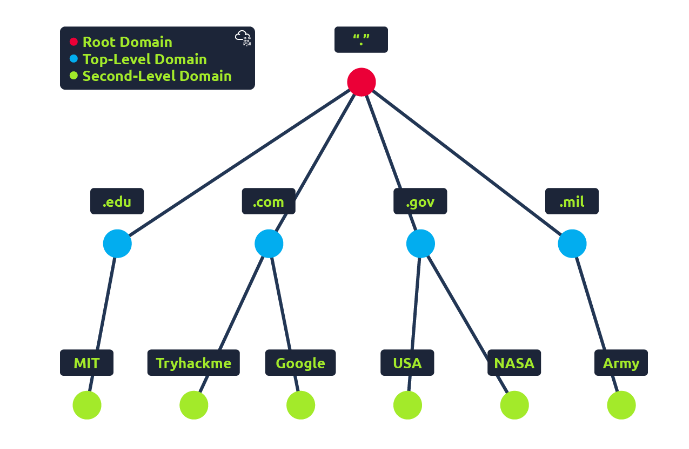 Root Domain
Top-Level Domain
Second-Level Domain
“.”
.edu
.com
.gov
.mil
MIT
Tryhackme
Google
USA
NASA
Army